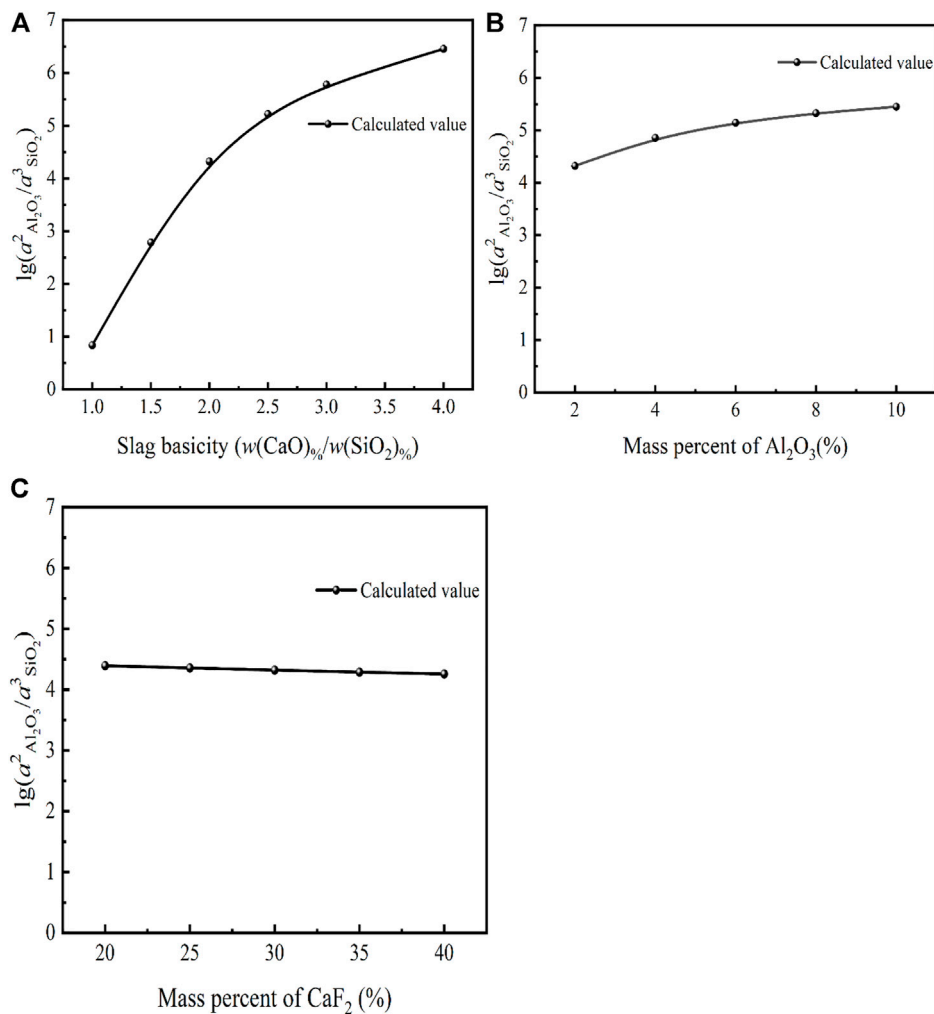 A
lg(a²Al₂O₃/a³SiO₂)
7
6
5
4
3
2
1
0
Calculated value
1.0 1.5 2.0 2.5 3.0 3.5 4.0
Slag basicity (w(CaO)%/w(SiO₂)%)
B
lg(a²Al₂O₃/a³SiO₂)
7
6
5
4
3
2
1
0
Calculated value
2 4 6 8 10
Mass percent of Al₂O₃(%)
C
lg(a²Al₂O₃/a³SiO₂)
7
6
5
4
3
2
1
0
Calculated value
20 25 30 35 40
Mass percent of CaF₂ (%)